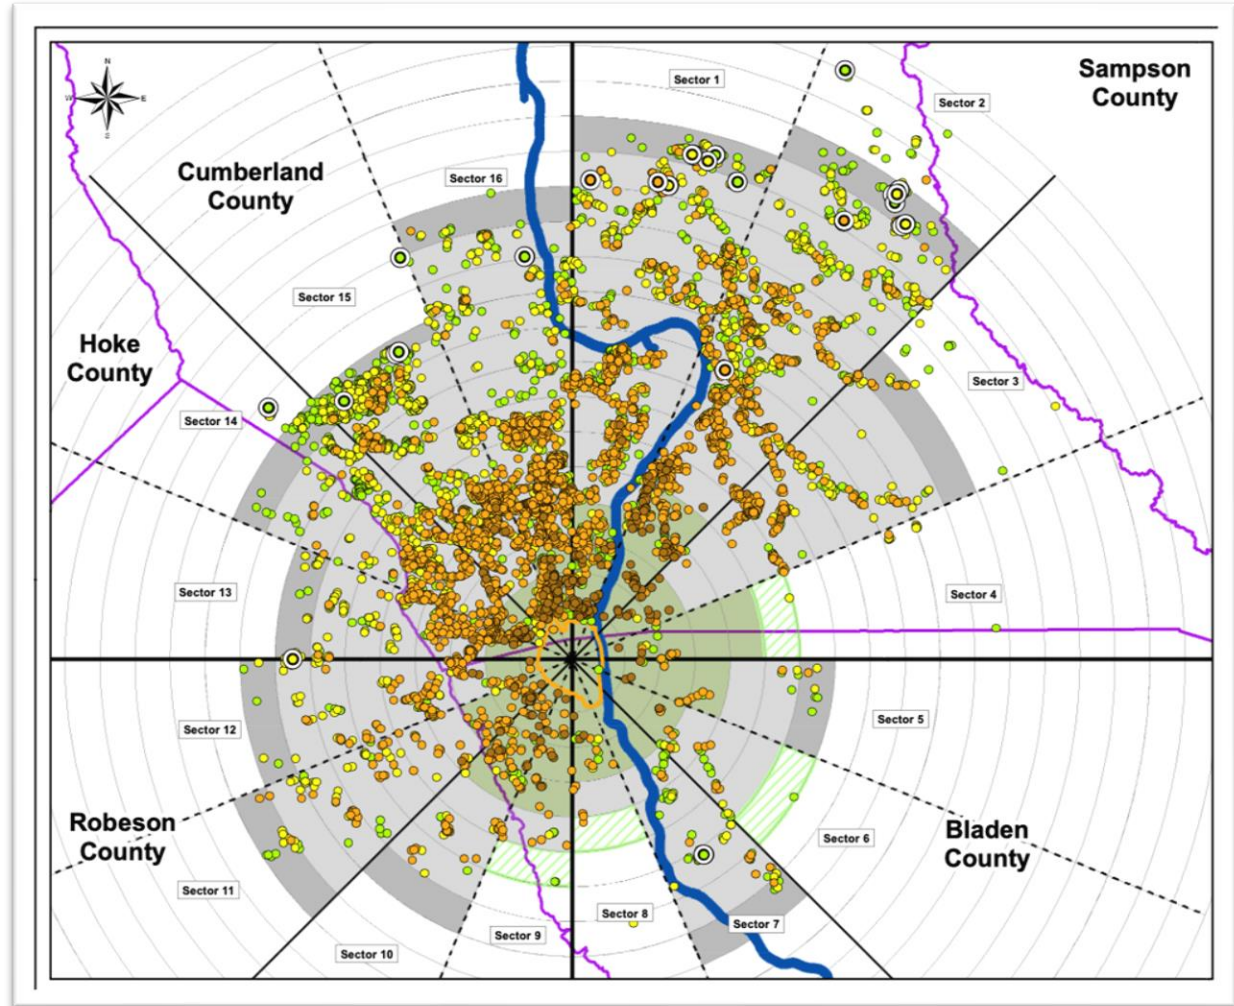 Sector 1
Sampson
County
N
W
E
S
Sector 2
Cumberland
County
Sector 16
Sector 15
Hoke
County
Sector 3
Sector 14
Sector 13
Sector 4
Sector 12
Sector 5
Robeson
County
Sector 6
Bladen
County
Sector 11
Sector 8
Sector 7
Sector 9
Sector 10